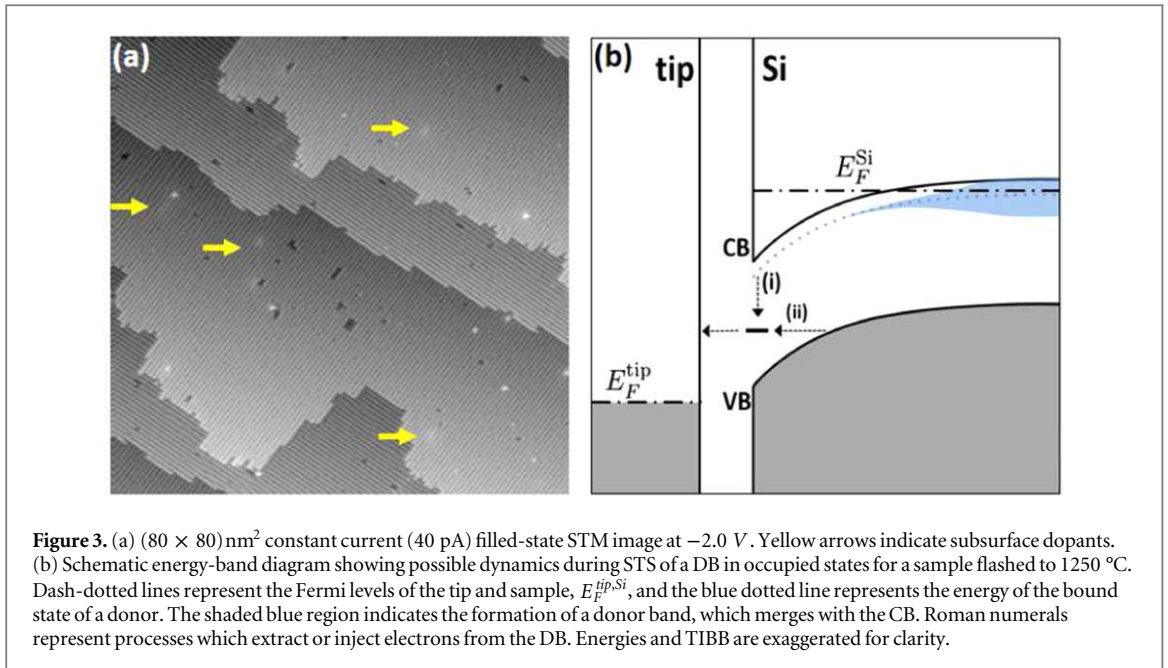 (a)
(b)
tip
Si
E_F^Si
CB
(i)
(ii)
E_F^tip
VB
Figure 3. (a) (80 × 80) nm² constant current (40 pA) filled-state STM image at −2.0 V. Yellow arrows indicate subsurface dopants.
(b) Schematic energy-band diagram showing possible dynamics during STS of a DB in occupied states for a sample flashed to 1250 °C.
Dash-dotted lines represent the Fermi levels of the tip and sample, E_F^{tip,Si}, and the blue dotted line represents the energy of the bound
state of a donor. The shaded blue region indicates the formation of a donor band, which merges with the CB. Roman numerals
represent processes which extract or inject electrons from the DB. Energies and TIBB are exaggerated for clarity.